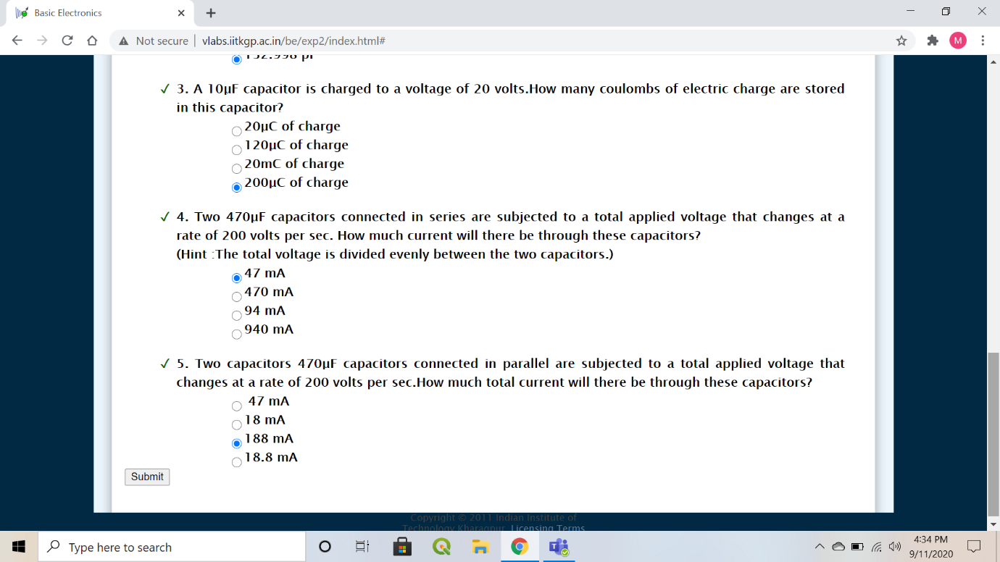 Basic Electronics
Not secure | vlabs.iitkgp.ac.in/be/exp2/index.html#
M
✓ 3. A 10µF capacitor is charged to a voltage of 20 volts.How many coulombs of electric charge are stored
in this capacitor?
20µC of charge
120µC of charge
20mC of charge
200µC of charge
✓ 4. Two 470µF capacitors connected in series are subjected to a total applied voltage that changes at a
rate of 200 volts per sec. How much current will there be through these capacitors?
(Hint :The total voltage is divided evenly between the two capacitors.)
47 mA
470 mA
94 mA
940 mA
✓ 5. Two capacitors 470µF capacitors connected in parallel are subjected to a total applied voltage that
changes at a rate of 200 volts per sec.How much total current will there be through these capacitors?
47 mA
18 mA
188 mA
18.8 mA
Submit
Copyright © 2011 Indian Institute of
Technology Kharagpur Licensing Terms
Type here to search
4:34 PM
9/11/2020